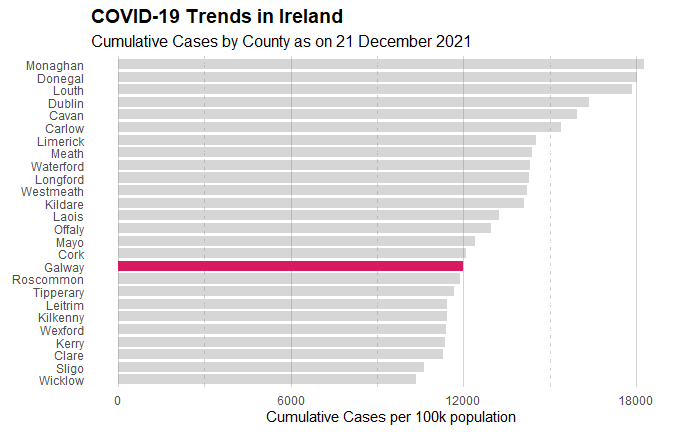 COVID-19 Trends in Ireland
Cumulative Cases by County as on 21 December 2021
Monaghan
Donegal
Louth
Dublin
Cavan
Carlow
Limerick
Meath
Waterford
Longford
Westmeath
Kildare
Laois
Offaly
Mayo
Cork
Galway
Roscommon
Tipperary
Leitrim
Kilkenny
Wexford
Kerry
Clare
Sligo
Wicklow
0 6000 12000 18000
Cumulative Cases per 100k population